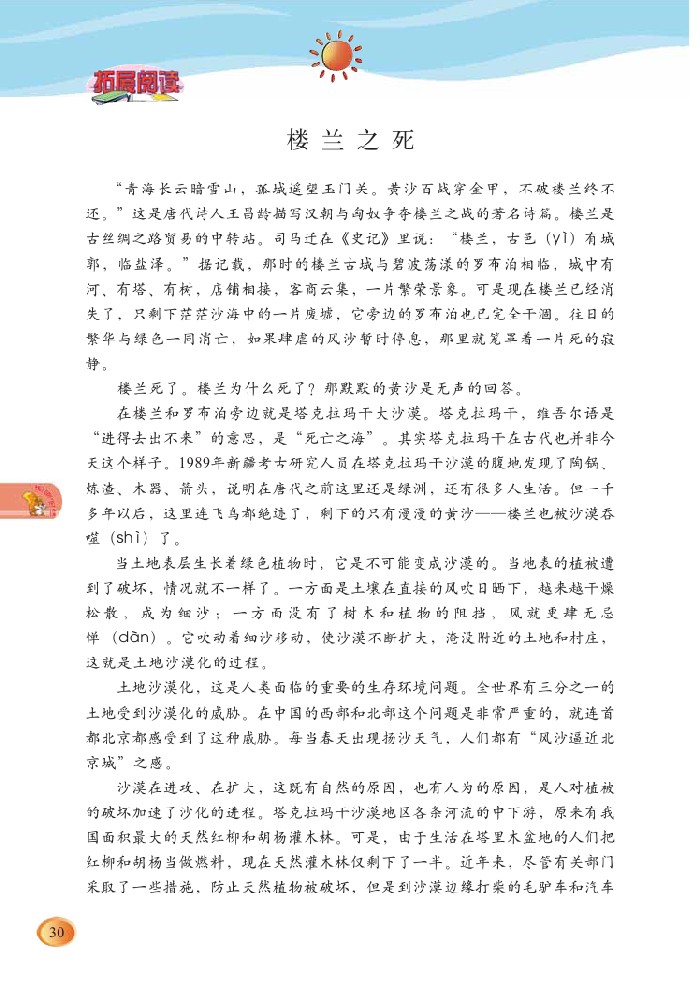 拓展阅读
楼兰之死
“青海长云暗雪山，孤城遥望玉门关。黄沙百战穿金甲，不破楼兰终不
还。”这是唐代诗人王昌龄描写汉朝与匈奴争夺楼兰之战的著名诗篇。楼兰是
古丝绸之路贸易的中转站。司马迁在《史记》里说：“楼兰，古邑（yì）有城
郭，临盐泽。”据记载，那时的楼兰古城与碧波荡漾的罗布泊相临，城中有
河、有塔、有树，店铺相接，客商云集，一片繁荣景象。可是现在楼兰已经消
失了，只剩下茫茫沙海中的一片废墟，它旁边的罗布泊也已完全干涸。往日的
繁华与绿色一同消亡，如果肆虐的风沙暂时停息，那里就笼罩着一片死的寂
静。
楼兰死了。楼兰为什么死了？那默默的黄沙是无声的回答。
在楼兰和罗布泊旁边就是塔克拉玛干大沙漠。塔克拉玛干，维吾尔语是
“进得去出不来”的意思，是“死亡之海”。其实塔克拉玛干在古代也并非今
天这个样子。1989年新疆考古研究人员在塔克拉玛干沙漠的腹地发现了陶锅、
炼渣、木器、箭头，说明在唐代之前这里还是绿洲，还有很多人生活。但一千
多年以后，这里连飞鸟都绝迹了，剩下的只有漫漫的黄沙——楼兰也被沙漠吞
噬（shì）了。
当土地表层生长着绿色植物时，它是不可能变成沙漠的。当地表的植被遭
到了破坏，情况就不一样了。一方面是土壤在直接的风吹日晒下，越来越干燥
松散，成为细沙；一方面没有了树木和植物的阻挡，风就更肆无忌
惮（dàn）。它吹动着细沙移动，使沙漠不断扩大，淹没附近的土地和村庄，
这就是土地沙漠化的过程。
土地沙漠化，这是人类面临的重要的生存环境问题。全世界有三分之一的
土地受到沙漠化的威胁。在中国的西部和北部这个问题是非常严重的，就连首
都北京都感受到了这种威胁。每当春天出现扬沙天气，人们都有“风沙逼近北
京城”之感。
沙漠在进攻、在扩大，这既有自然的原因，也有人为的原因，是人对植被
的破坏加速了沙化的进程。塔克拉玛干沙漠地区各条河流的中下游，原来有我
国面积最大的天然红柳和胡杨灌木林。可是，由于生活在塔里木盆地的人们把
红柳和胡杨当做燃料，现在天然灌木林仅剩下了一半。近年来，尽管有关部门
采取了一些措施，防止天然植物被破坏，但是到沙漠边缘打柴的毛驴车和汽车
30